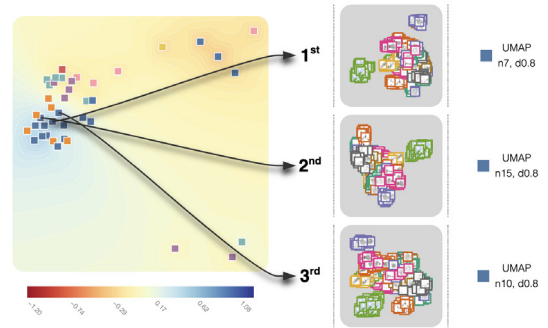 1st
UMAP
n7, d0.8
2nd
UMAP
n15, d0.8
3rd
UMAP
n10, d0.8
-1.20
-0.74
-0.29
0.17
0.62
1.08